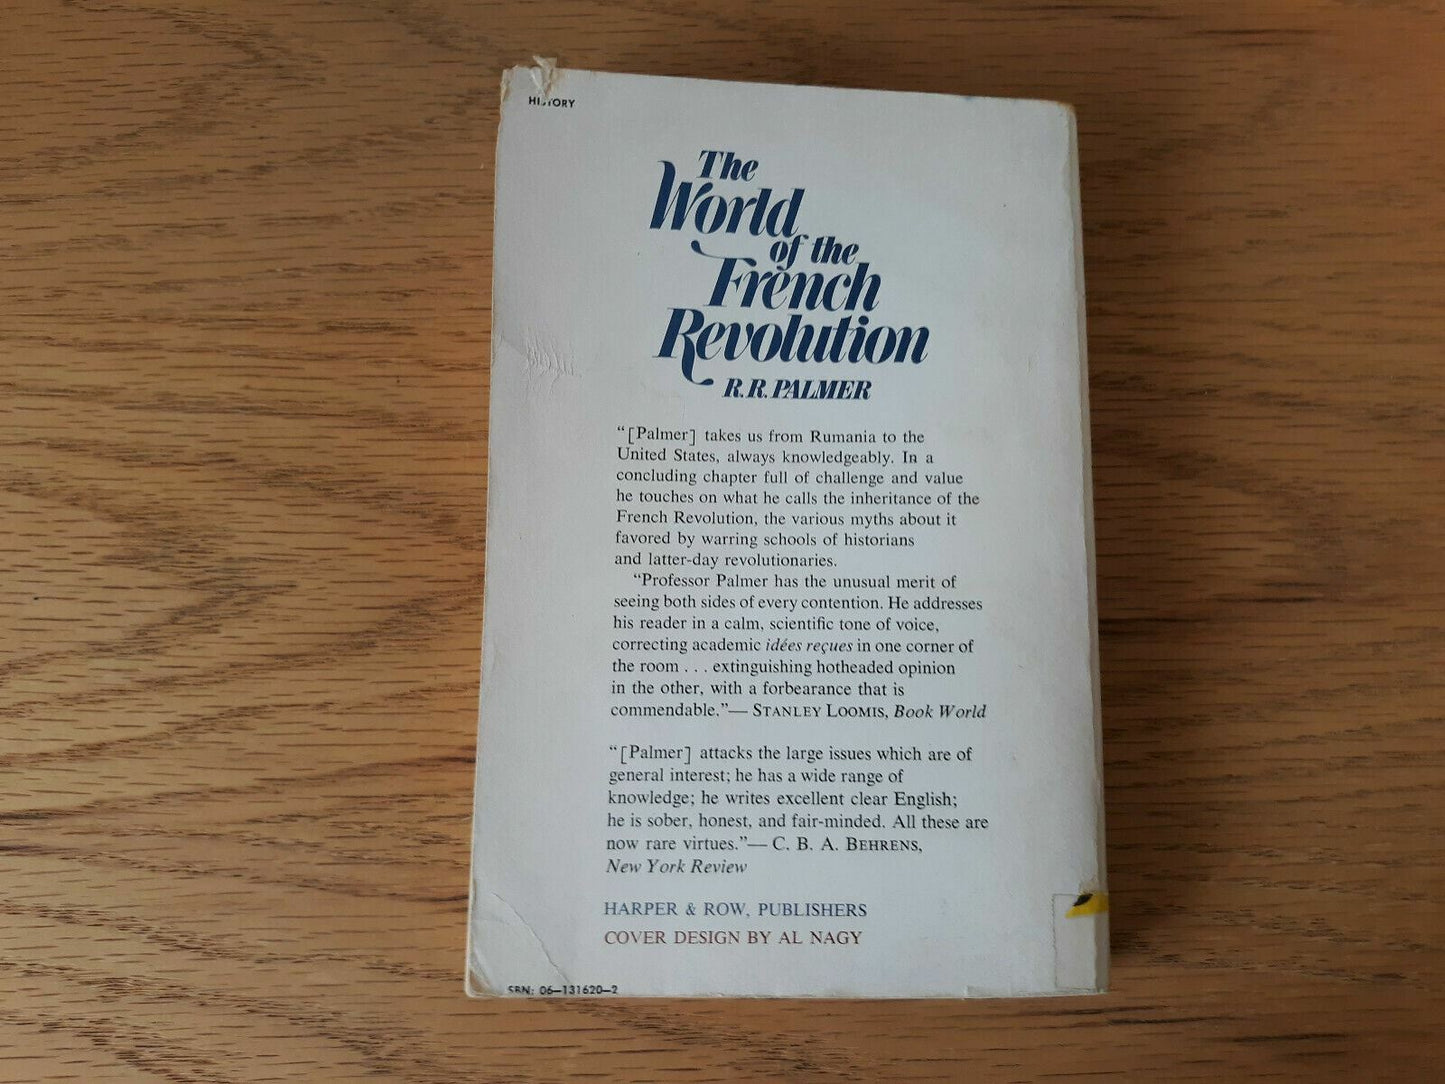 HISTORY
The
World
of the
French
Revolution
R. R. PALMER
“[Palmer] takes us from Rumania to the
United States, always knowledgeably. In a
concluding chapter full of challenge and value
he touches on what he calls the inheritance of the
French Revolution, the various myths about it
favored by warring schools of historians
and latter-day revolutionaries.
“Professor Palmer has the unusual merit of
seeing both sides of every contention. He addresses
his reader in a calm, scientific tone of voice,
correcting academic idées reçues in one corner of
the room . . . extinguishing hotheaded opinion
in the other, with a forbearance that is
commendable.”— STANLEY LOOMIS, Book World
“[Palmer] attacks the large issues which are of
general interest; he has a wide range of
knowledge; he writes excellent clear English;
he is sober, honest, and fair-minded. All these are
now rare virtues.”— C. B. A. BEHRENS,
New York Review
HARPER & ROW, PUBLISHERS
COVER DESIGN BY AL NAGY
SBN: 06-131620-2